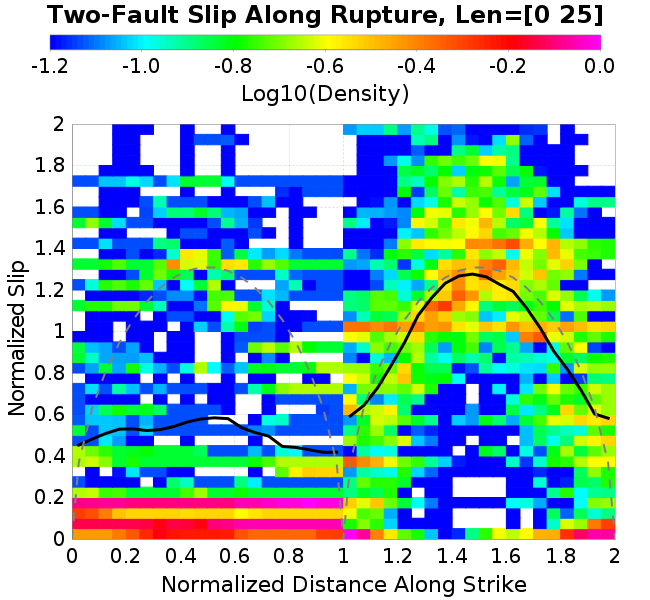 Two-Fault Slip Along Rupture, Len=[0 25]
-1.2 -1.0 -0.8 -0.6 -0.4 -0.2 0.0
Log10(Density)
2
1.8
1.6
1.4
1.2
1
0.8
0.6
0.4
0.2
0
Normalized Slip
0 0.2 0.4 0.6 0.8 1 1.2 1.4 1.6 1.8 2
Normalized Distance Along Strike